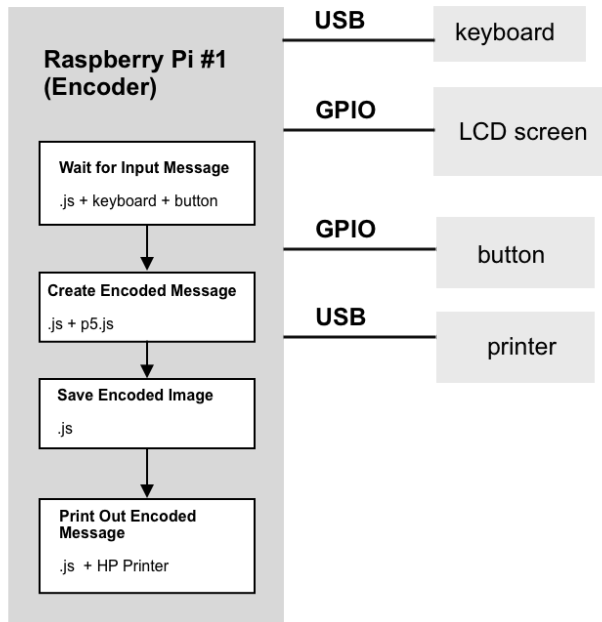 Raspberry Pi #1
(Encoder)
Wait for Input Message
.js + keyboard + button
Create Encoded Message
.js + p5.js
Save Encoded Image
.js
Print Out Encoded
Message
.js + HP Printer
USB
keyboard
GPIO
LCD screen
GPIO
button
USB
printer